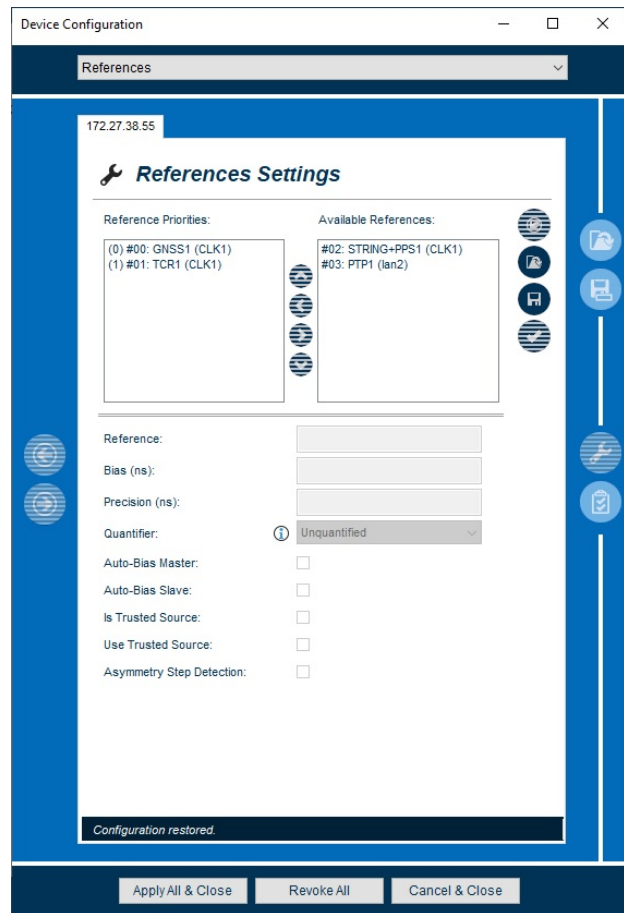 Device Configuration
References
172.27.38.55
References Settings
Reference Priorities:
Available References:
(0) #00: GNSS1 (CLK1)
(1) #01: TCR1 (CLK1)
#02: STRING+PPS1 (CLK1)
#03: PTP1 (lan2)
Reference:
Bias (ns):
Precision (ns):
Quantifier:
Unquantified
Auto-Bias Master:
Auto-Bias Slave:
Is Trusted Source:
Use Trusted Source:
Asymmetry Step Detection:
Configuration restored.
Apply All & Close
Revoke All
Cancel & Close